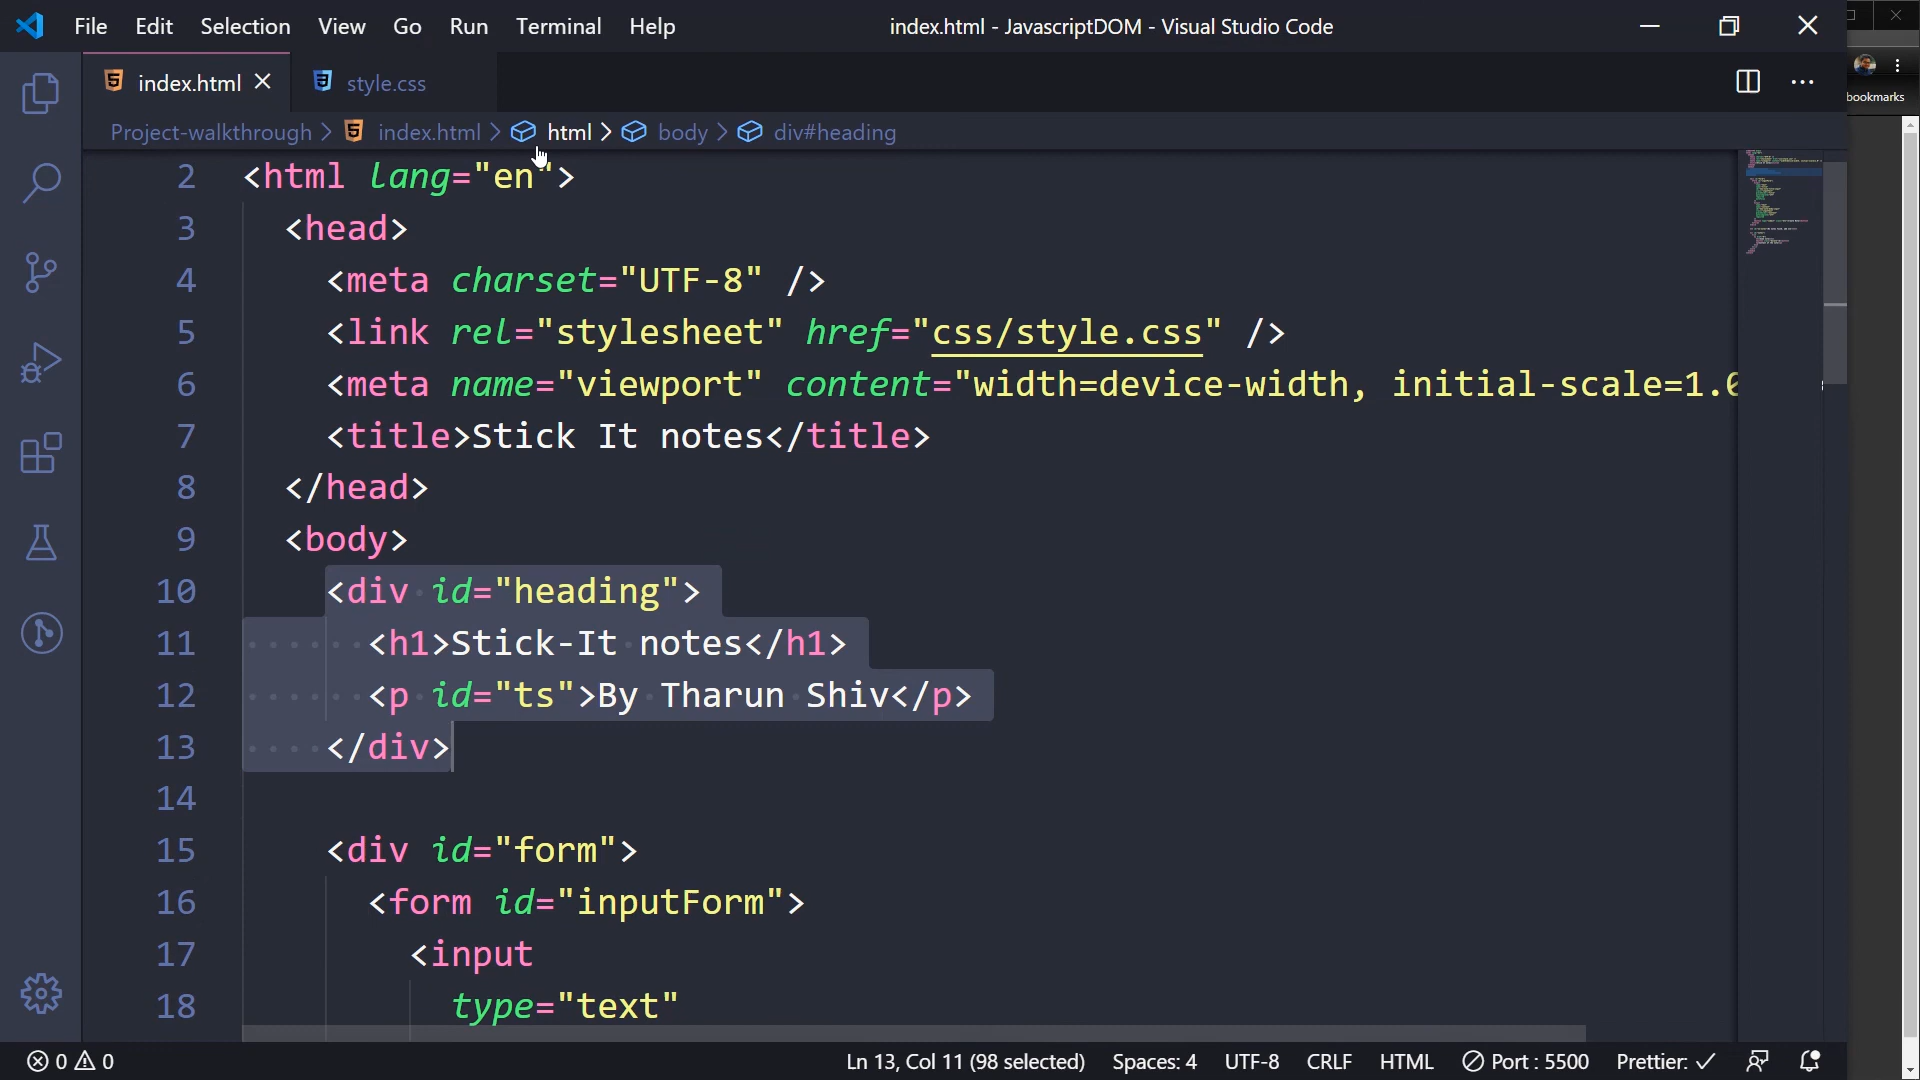 File Edit Selection View Go Run Terminal Help index.html - JavascriptDOM - Visual Studio Code
index.html style.css
bookmarks
Project-walkthrough > index.html > html > body > div#heading
2 <html lang="en">
3 <head>
4 <meta charset="UTF-8" />
5 <link rel="stylesheet" href="css/style.css" />
6 <meta name="viewport" content="width=device-width, initial-scale=1.0
7 <title>Stick It notes</title>
8 </head>
9 <body>
10 <div id="heading">
11 <h1>Stick-It notes</h1>
12 <p id="ts">By Tharun Shiv</p>
13 </div>
14
15 <div id="form">
16 <form id="inputForm">
17 <input
18 type="text"
0 0 Ln 13, Col 11 (98 selected) Spaces: 4 UTF-8 CRLF HTML Port : 5500 Prettier: ✓